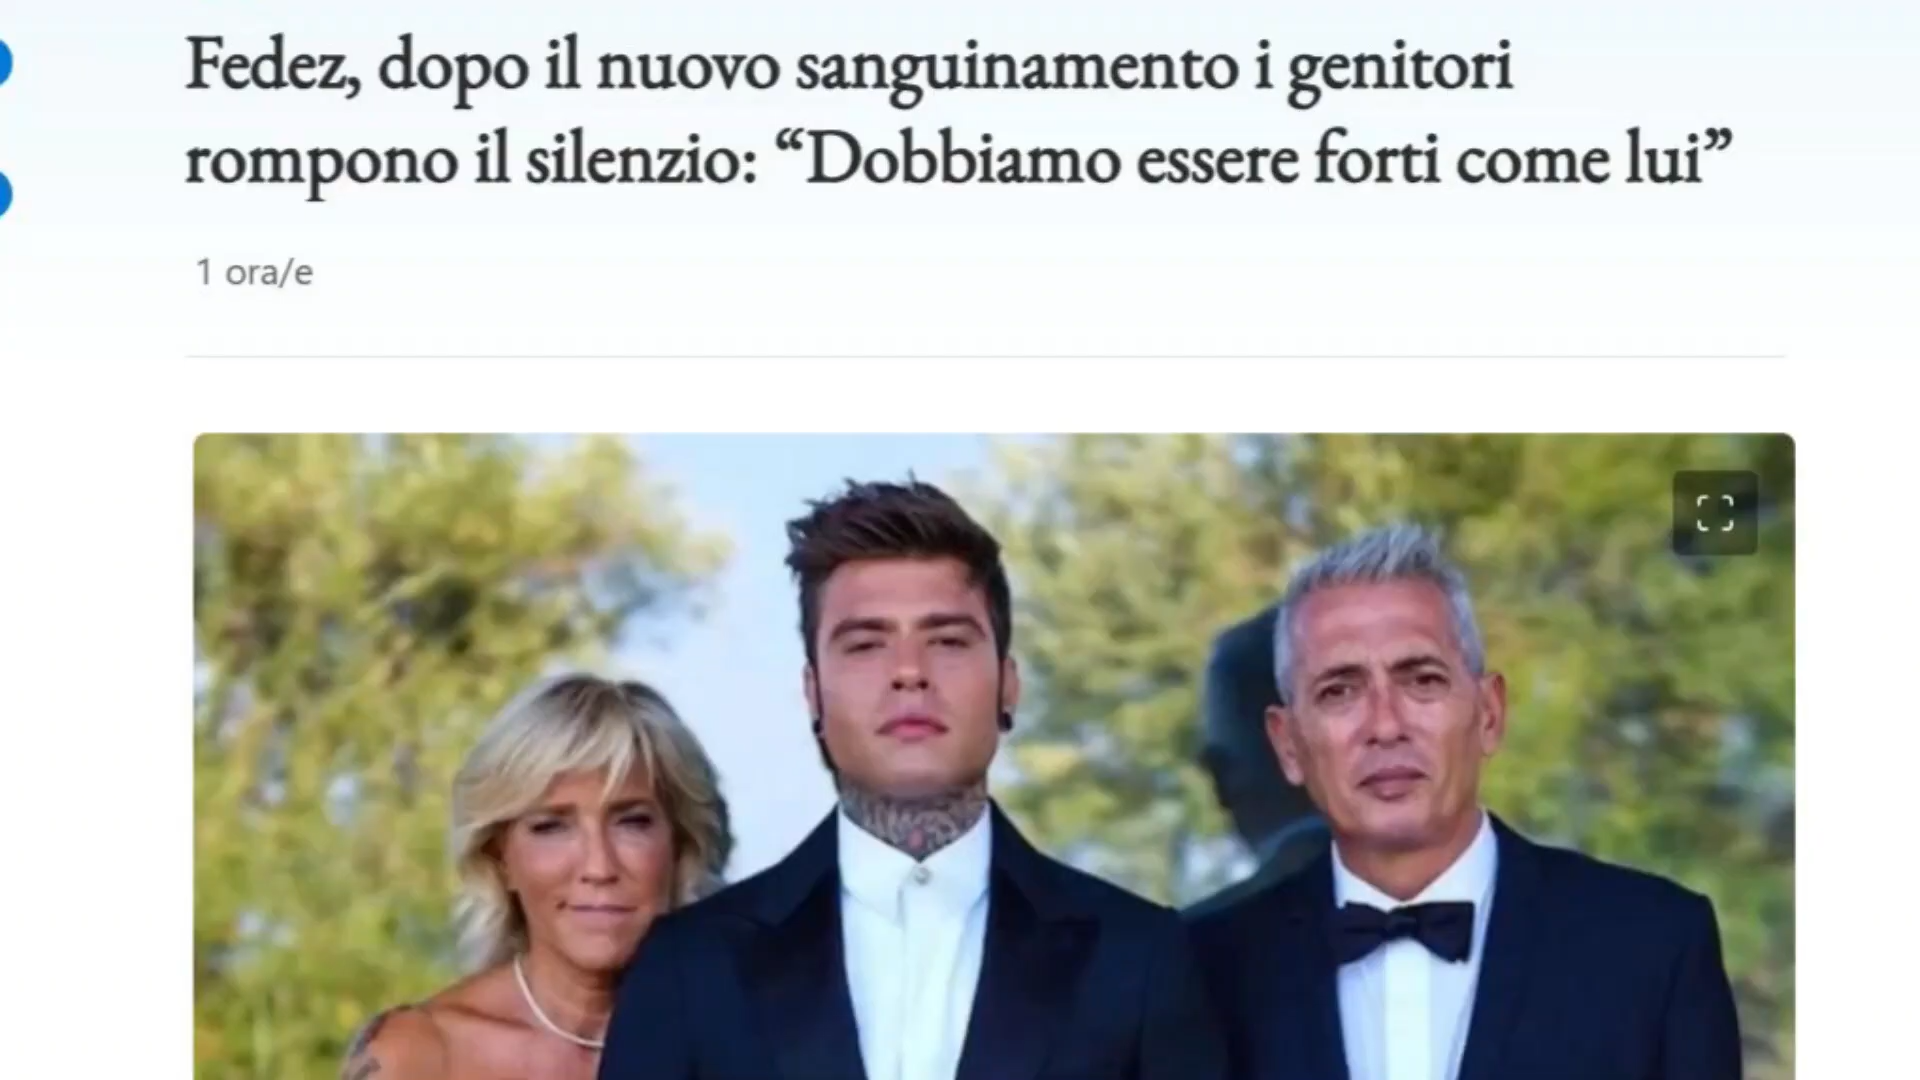 Fedez, dopo il nuovo sanguinamento i genitori
rompono il silenzio: “Dobbiamo essere forti come lui”
1 ora/e